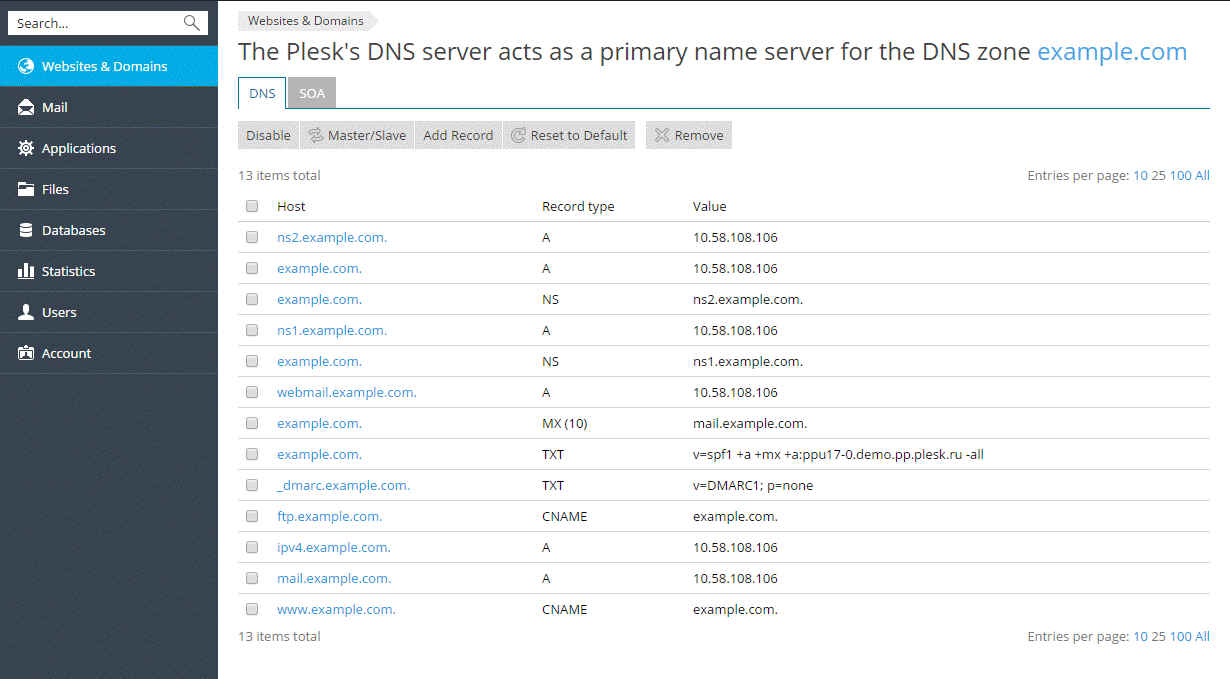 Search...
Websites & Domains
Mail
Applications
Files
Databases
Statistics
Users
Account
Websites & Domains
The Plesk's DNS server acts as a primary name server for the DNS zone example.com
DNS SOA
Disable Master/Slave Add Record Reset to Default Remove
13 items total Entries per page: 10 25 100 All
Host Record type Value
ns2.example.com. A 10.58.108.106
example.com. A 10.58.108.106
example.com. NS ns2.example.com.
ns1.example.com. A 10.58.108.106
example.com. NS ns1.example.com.
webmail.example.com. A 10.58.108.106
example.com. MX (10) mail.example.com.
example.com. TXT v=spf1 +a +mx +a:ppu17-0.demo.pp.plesk.ru -all
_dmarc.example.com. TXT v=DMARC1; p=none
ftp.example.com. CNAME example.com.
ipv4.example.com. A 10.58.108.106
mail.example.com. A 10.58.108.106
www.example.com. CNAME example.com.
13 items total Entries per page: 10 25 100 All